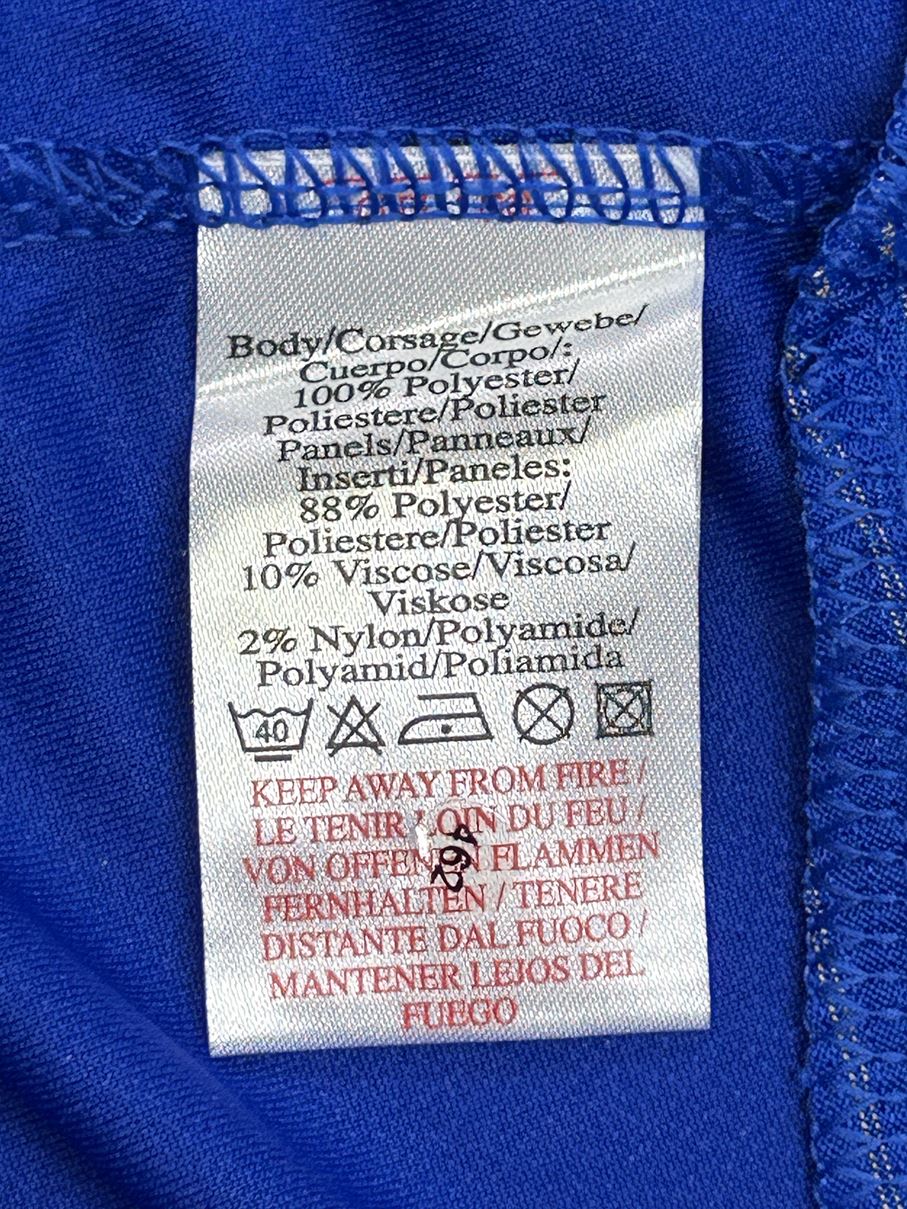 Body/Corsage/Gewebe/
Cuerpo/Corpo/:
100% Polyester/
Poliestere/Poliester
Panels/Panneaux/
Inserti/Paneles:
88% Polyester/
Poliestere/Poliester
10% Viscose/Viscosa/
Viskose
2% Nylon/Polyamide/
Polyamid/Poliamida
40
KEEP AWAY FROM FIRE /
LE TENIR LOIN DU FEU /
VON OFFENEN FLAMMEN
FERNHALTEN / TENERE
DISTANTE DAL FUOCO /
MANTENER LEJOS DEL
FUEGO
162